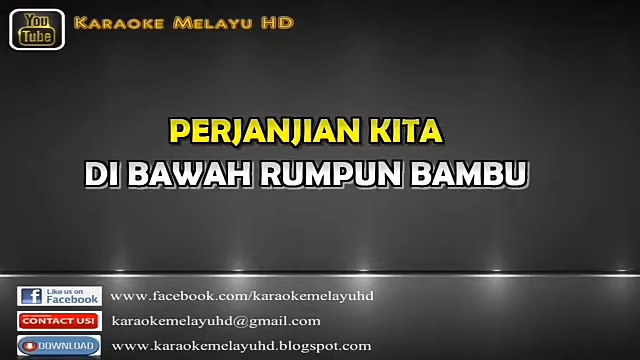 You
Tube
Karaoke Melayu HD
PERJANJIAN KITA
DI BAWAH RUMPUN BAMBU
Like us on
Facebook
www.facebook.com/karaokemelayuhd
CONTACT US!
karaokemelayuhd@gmail.com
DOWNLOAD
www.karaokemelayuhd.blogspot.com